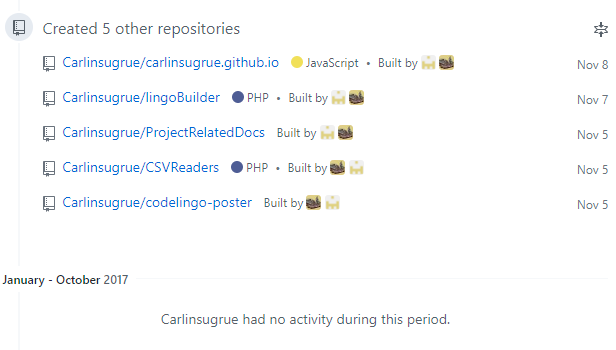 Created 5 other repositories
Carlinsugrue/carlinsugrue.github.io JavaScript • Built by Nov 8
Carlinsugrue/lingoBuilder PHP • Built by Nov 7
Carlinsugrue/ProjectRelatedDocs Built by Nov 5
Carlinsugrue/CSVReaders PHP • Built by Nov 5
Carlinsugrue/codelingo-poster Built by Nov 5
January - October 2017
Carlinsugrue had no activity during this period.